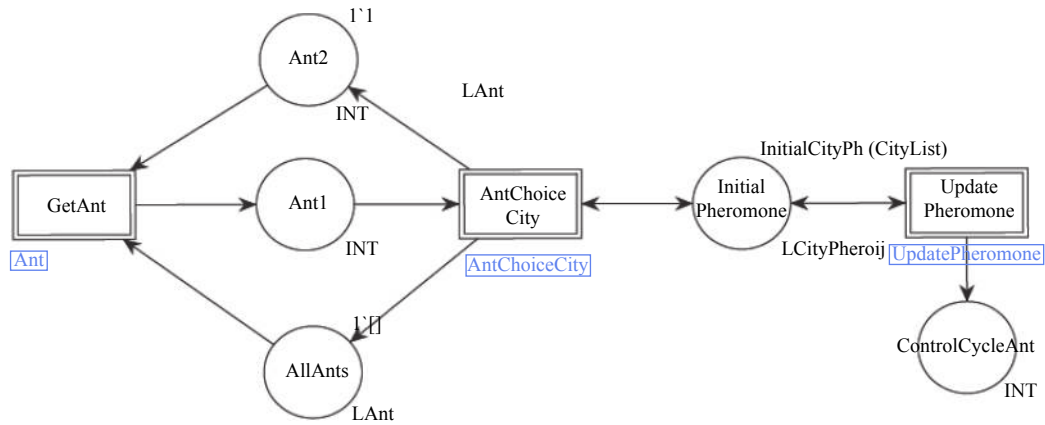 1`1
Ant2
INT
LAnt
GetAnt
Ant
Ant1
INT
AntChoice
City
AntChoiceCity
InitialCityPh (CityList)
Initial
Pheromone
LCityPheroij
Update
Pheromone
UpdatePheromone
1`[]
AllAnts
LAnt
ControlCycleAnt
INT